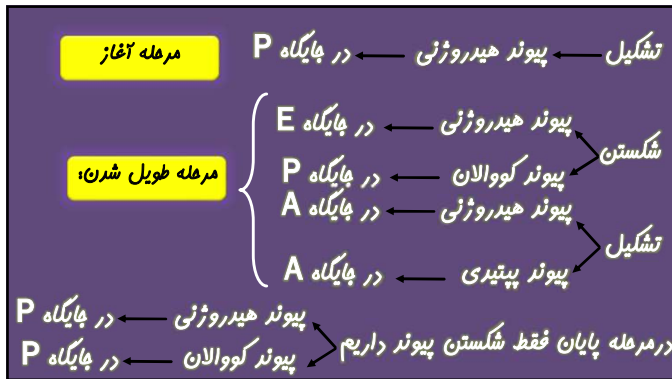 مرحله آغاز
تشکیل پیوند هیدروژنی در جایگاه P
مرحله طویل شدن:
شکستن
پیوند هیدروژنی در جایگاه E
پیوند کووالان در جایگاه P
تشکیل
پیوند هیدروژنی در جایگاه A
پیوند پپتیدی در جایگاه A
درمرحله پایان فقط شکستن پیوند داریم
پیوند هیدروژنی در جایگاه P
پیوند کووالان در جایگاه P